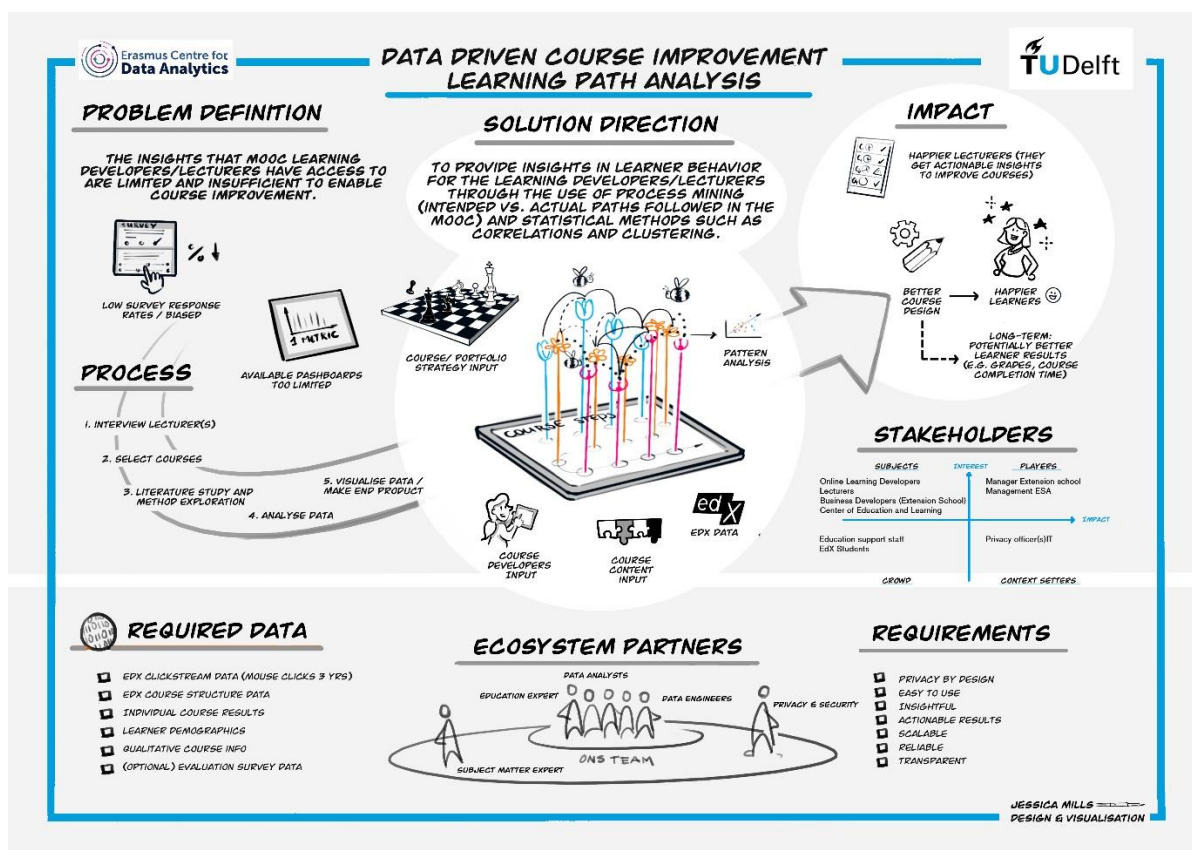 Erasmus Centre for
Data Analytics
DATA DRIVEN COURSE IMPROVEMENT
LEARNING PATH ANALYSIS
TU Delft
PROBLEM DEFINITION
THE INSIGHTS THAT MOOC LEARNING
DEVELOPERS/LECTURERS HAVE ACCESS TO
ARE LIMITED AND INSUFFICIENT TO ENABLE
COURSE IMPROVEMENT.
SURVEY
%
LOW SURVEY RESPONSE
RATES / BIASED
1 METRIC
AVAILABLE DASHBOARDS
TOO LIMITED
SOLUTION DIRECTION
TO PROVIDE INSIGHTS IN LEARNER BEHAVIOR
FOR THE LEARNING DEVELOPERS/LECTURERS
THROUGH THE USE OF PROCESS MINING
(INTENDED VS. ACTUAL PATHS FOLLOWED IN THE
MOOC) AND STATISTICAL METHODS SUCH AS
CORRELATIONS AND CLUSTERING.
COURSE/ PORTFOLIO
STRATEGY INPUT
PATTERN
ANALYSIS
COURSE STEPS
COURSE
DEVELOPERS
INPUT
COURSE
CONTENT
INPUT
edX
EDX DATA
IMPACT
HAPPIER LECTURERS (THEY
GET ACTIONABLE INSIGHTS
TO IMPROVE COURSES)
BETTER
COURSE
DESIGN
HAPPIER
LEARNERS
LONG-TERM:
POTENTIALLY BETTER
LEARNER RESULTS
(E.G. GRADES, COURSE
COMPLETION TIME)
PROCESS
1. INTERVIEW LECTURER(S)
2. SELECT COURSES
3. LITERATURE STUDY AND
METHOD EXPLORATION
4. ANALYSE DATA
5. VISUALISE DATA /
MAKE END PRODUCT
STAKEHOLDERS
SUBJECTS
INTEREST
PLAYERS
Online Learning Developers
Lecturers
Business Developers (Extension School)
Center of Education and Learning
Manager Extension school
Management ESA
IMPACT
Education support staff
EdX Students
Privacy officer(s)IT
CROWD
CONTEXT SETTERS
REQUIRED DATA
EDX CLICKSTREAM DATA (MOUSE CLICKS 3 YRS)
EDX COURSE STRUCTURE DATA
INDIVIDUAL COURSE RESULTS
LEARNER DEMOGRAPHICS
QUALITATIVE COURSE INFO
(OPTIONAL) EVALUATION SURVEY DATA
ECOSYSTEM PARTNERS
DATA ANALYSTS
EDUCATION EXPERT
DATA ENGINEERS
PRIVACY & SECURITY
ONS TEAM
SUBJECT MATTER EXPERT
REQUIREMENTS
PRIVACY BY DESIGN
EASY TO USE
INSIGHTFUL
ACTIONABLE RESULTS
SCALABLE
RELIABLE
TRANSPARENT
JESSICA MILLS
DESIGN & VISUALISATION